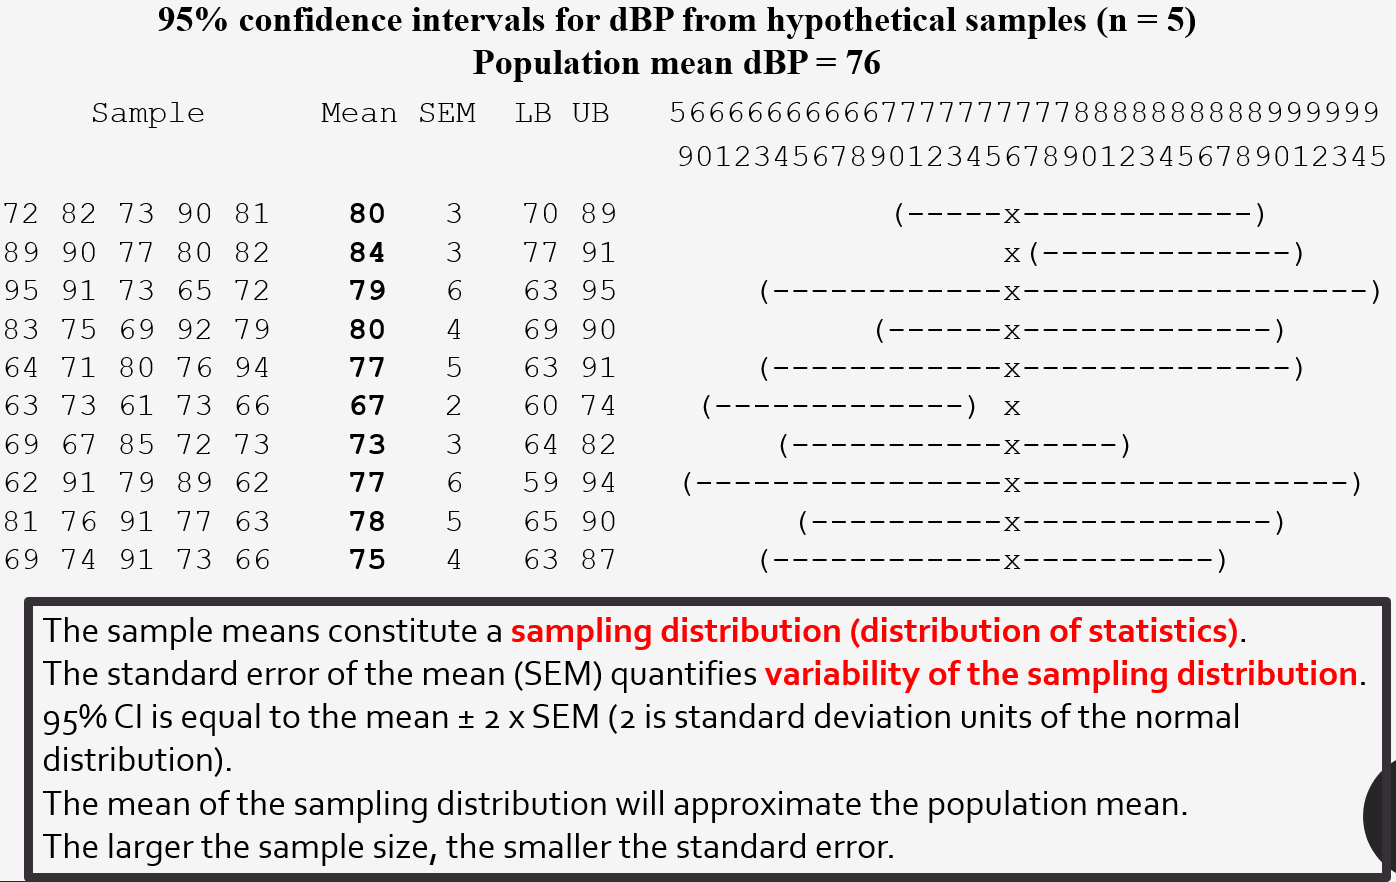 95% confidence intervals for dBP from hypothetical samples (n = 5)
Population mean dBP = 76
Sample Mean SEM LB UB 5666666666677777777778888888888999999
9012345678901234567890123456789012345
72 82 73 90 81 80 3 70 89 (-----x------------)
89 90 77 80 82 84 3 77 91 x(-------------)
95 91 73 65 72 79 6 63 95 (------------x------------------)
83 75 69 92 79 80 4 69 90 (------x-------------)
64 71 80 76 94 77 5 63 91 (------------x--------------)
63 73 61 73 66 67 2 60 74 (-------------) x
69 67 85 72 73 73 3 64 82 (-----------x-----)
62 91 79 89 62 77 6 59 94 (----------------x-----------------)
81 76 91 77 63 78 5 65 90 (----------x-------------)
69 74 91 73 66 75 4 63 87 (------------x----------)
The sample means constitute a sampling distribution (distribution of statistics).
The standard error of the mean (SEM) quantifies variability of the sampling distribution.
95% CI is equal to the mean ± 2 x SEM (2 is standard deviation units of the normal
distribution).
The mean of the sampling distribution will approximate the population mean.
The larger the sample size, the smaller the standard error.